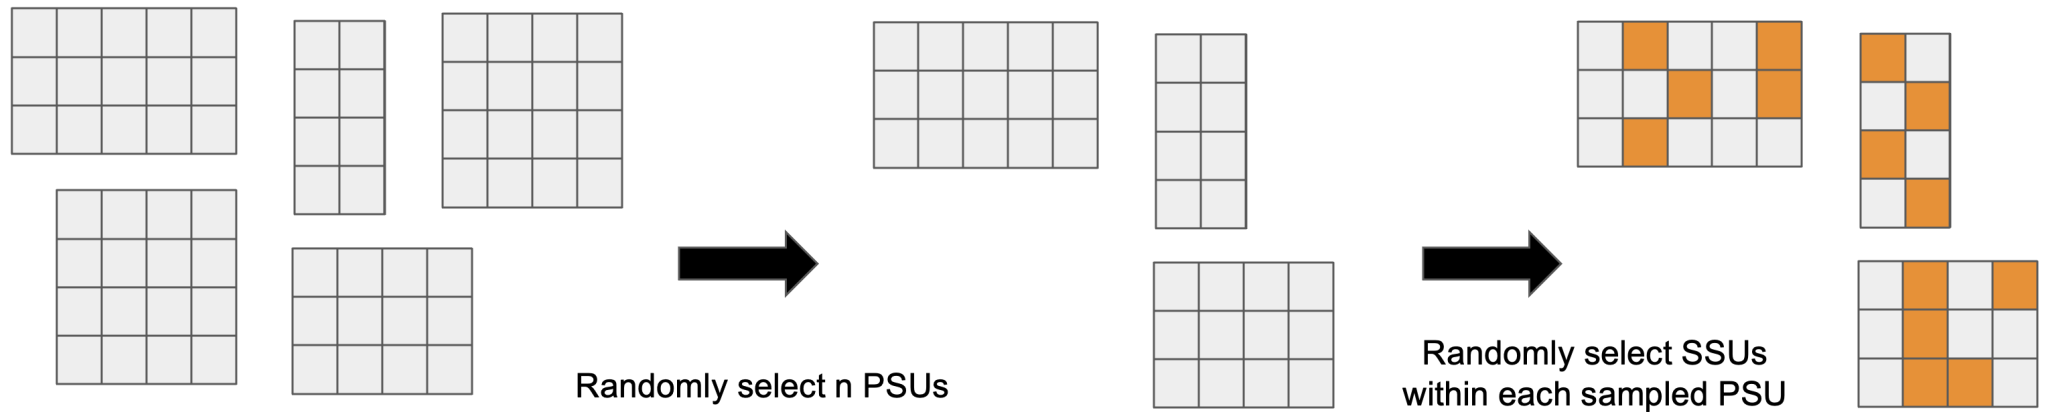 Randomly select n PSUs
Randomly select SSUs
within each sampled PSU